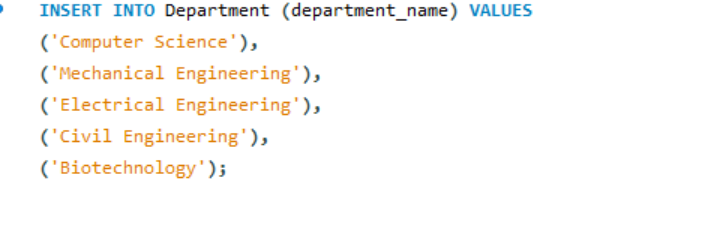 INSERT INTO Department (department_name) VALUES
('Computer Science'),
('Mechanical Engineering'),
('Electrical Engineering'),
('Civil Engineering'),
('Biotechnology');